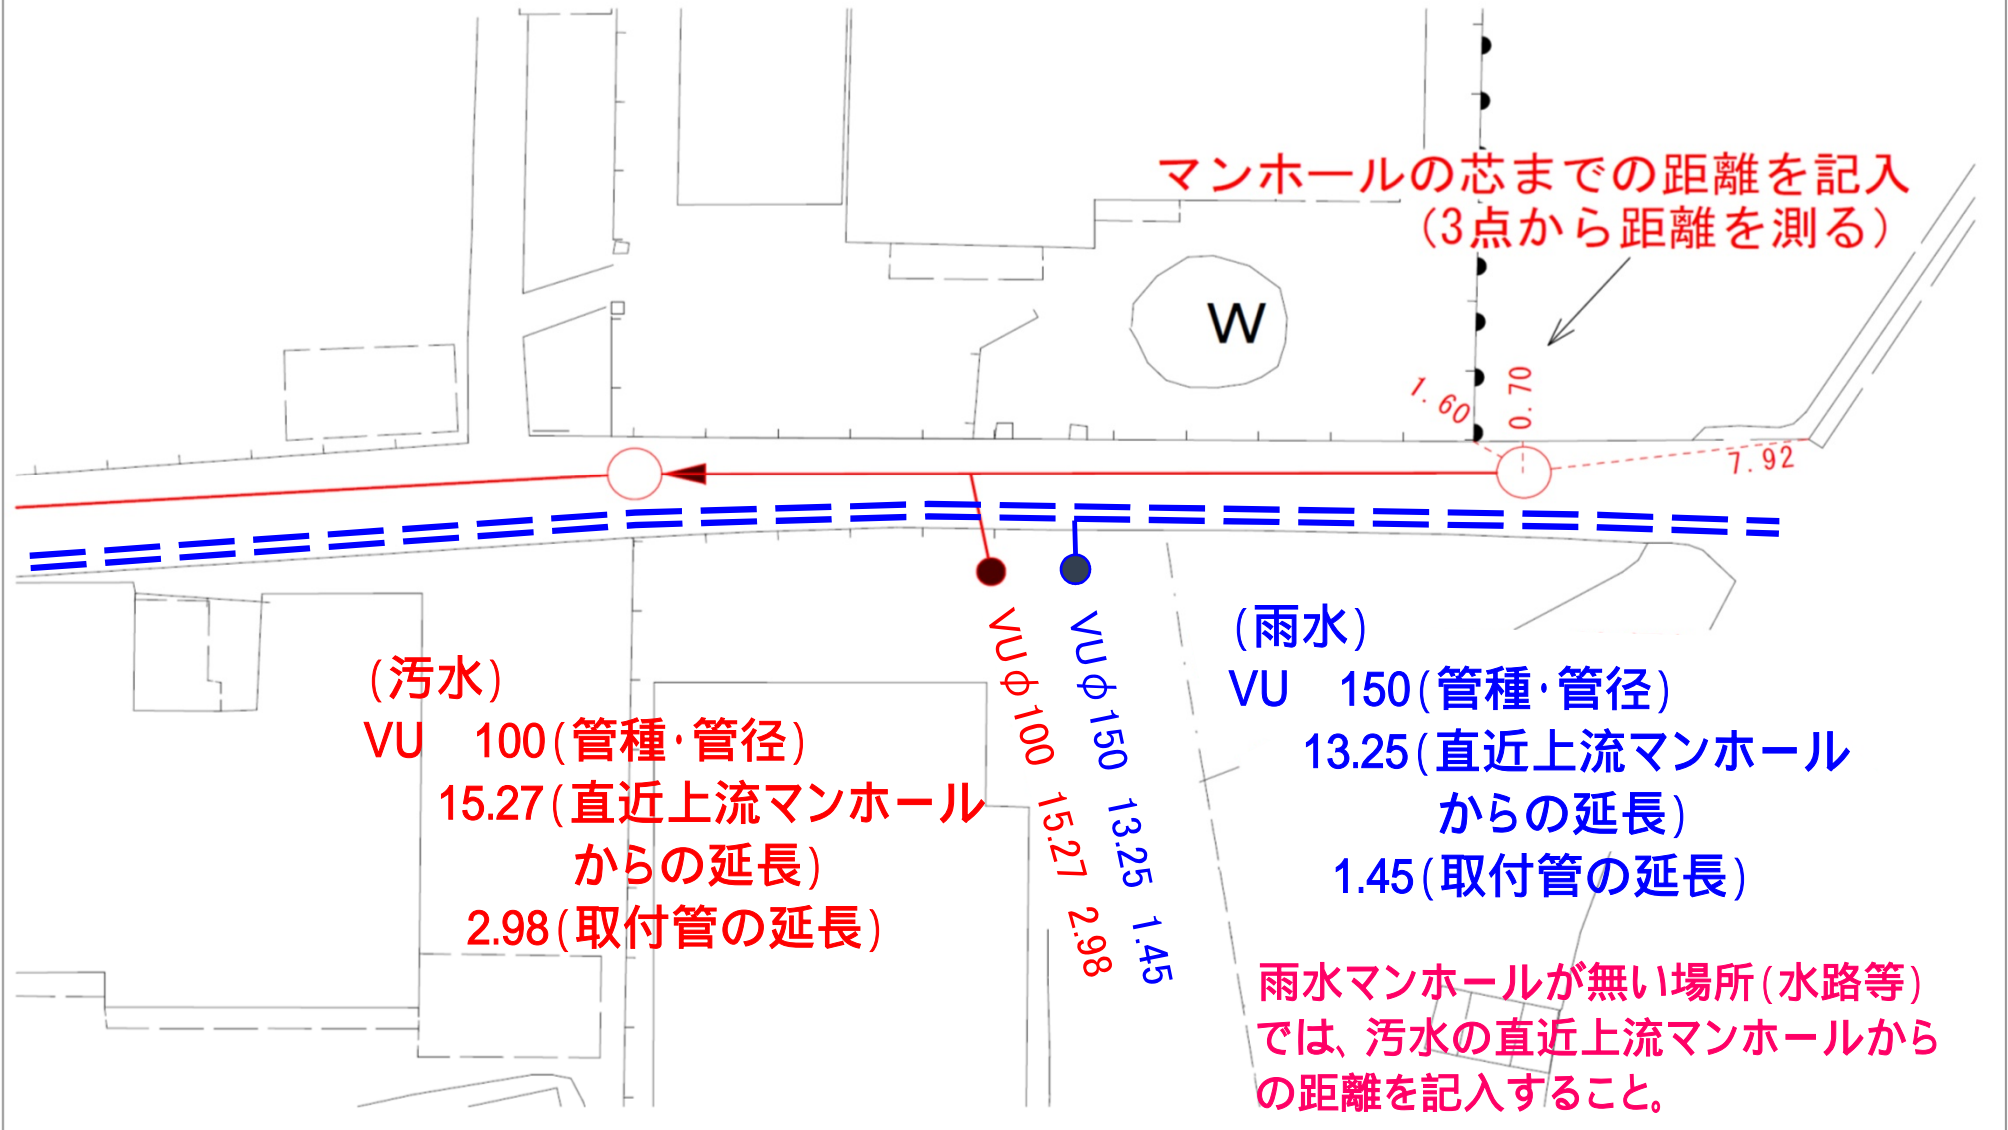 マンホールの芯までの距離を記入
(3点から距離を測る)
W
1.60
0.70
7.92
(汚水)
VU 100(管種・管径)
15.27(直近上流マンホール
からの延長)
2.98(取付管の延長)
VUφ100 15.27 2.98
VUφ150 13.25 1.45
(雨水)
VU 150(管種・管径)
13.25(直近上流マンホール
からの延長)
1.45(取付管の延長)
雨水マンホールが無い場所(水路等)
では、汚水の直近上流マンホールから
の距離を記入すること。